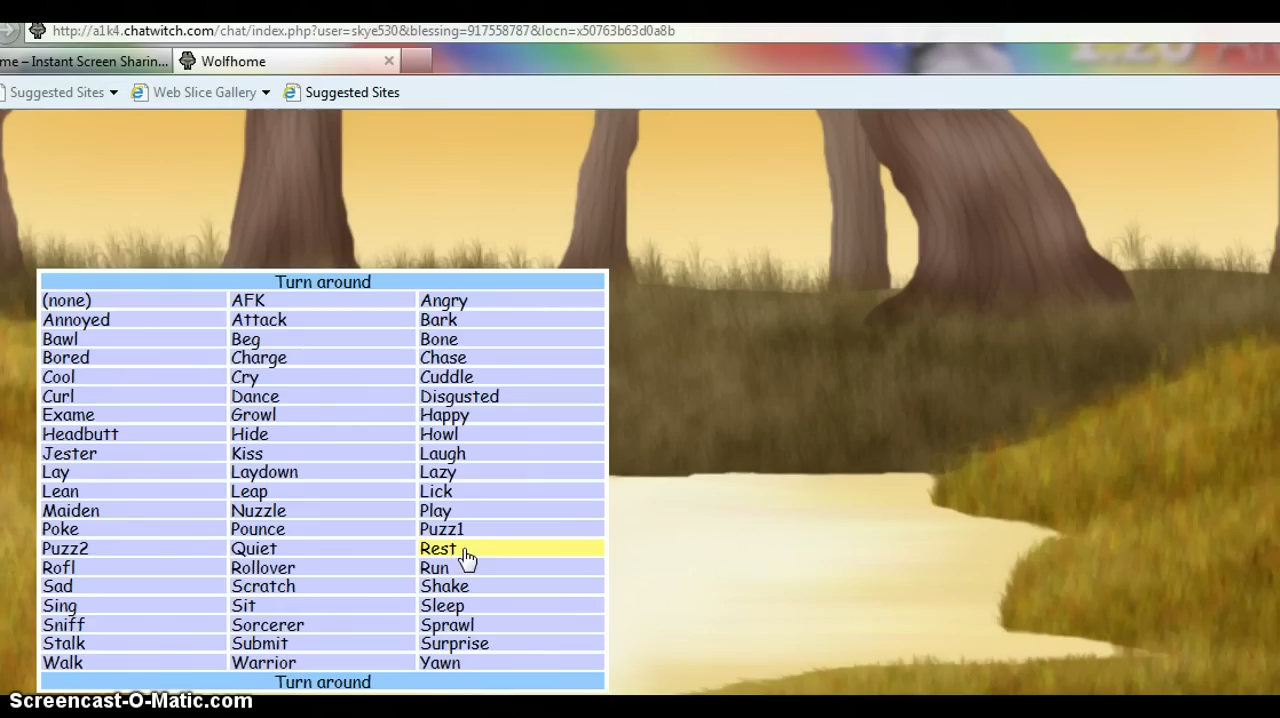 http://a1k4.chatwitch.com/chat/index.php?user=skye530&blessing=917558787&locn=x50763b63d0a8b
me – Instant Screen Sharin... Wolfhome
Suggested Sites Web Slice Gallery Suggested Sites
Turn around
(none) AFK Angry
Annoyed Attack Bark
Bawl Beg Bone
Bored Charge Chase
Cool Cry Cuddle
Curl Dance Disgusted
Exame Growl Happy
Headbutt Hide Howl
Jester Kiss Laugh
Lay Laydown Lazy
Lean Leap Lick
Maiden Nuzzle Play
Poke Pounce Puzz1
Puzz2 Quiet Rest
Rofl Rollover Run
Sad Scratch Shake
Sing Sit Sleep
Sniff Sorcerer Sprawl
Stalk Submit Surprise
Walk Warrior Yawn
Turn around
Screencast-O-Matic.com